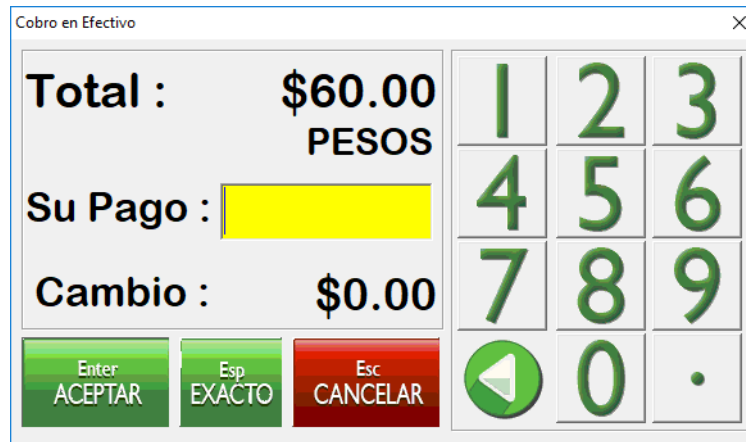 Cobro en Efectivo
Total : $60.00
PESOS
Su Pago :
Cambio : $0.00
Enter
ACEPTAR
Esp
EXACTO
Esc
CANCELAR
1 2 3
4 5 6
7 8 9
0 .